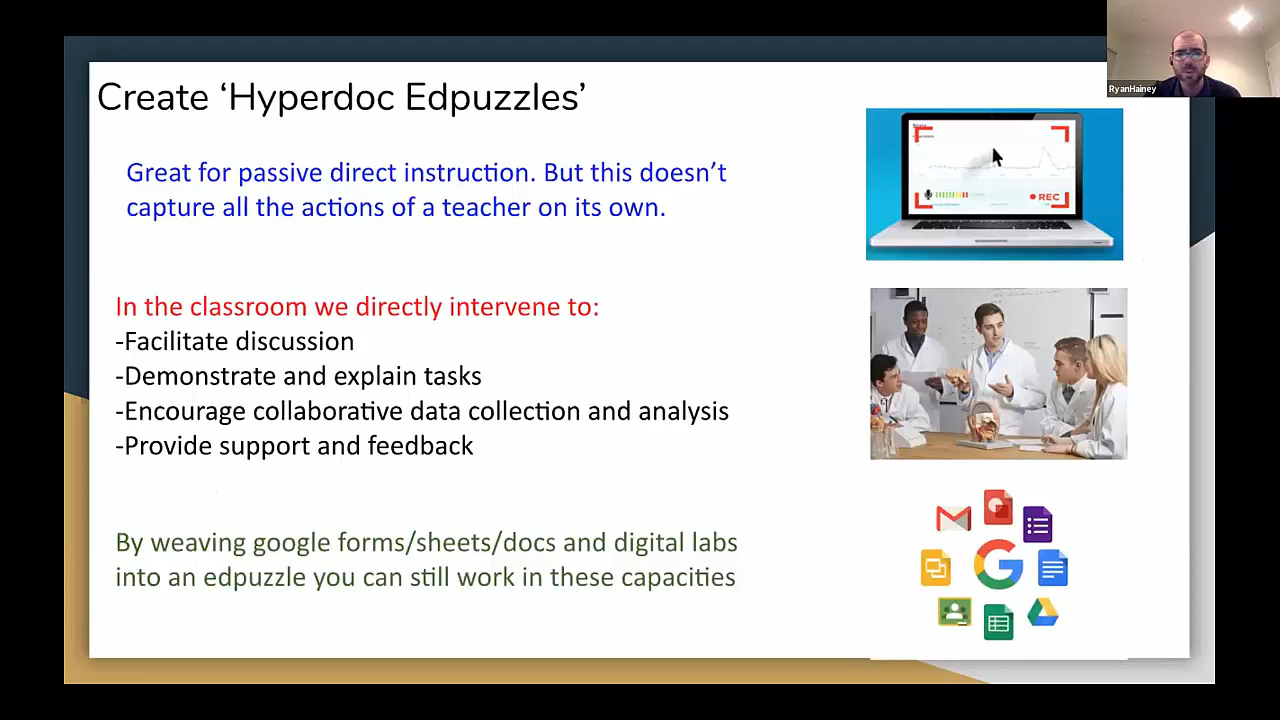 Create ‘Hyperdoc Edpuzzles’
RyanHainey
Great for passive direct instruction. But this doesn’t
capture all the actions of a teacher on its own.
REC
In the classroom we directly intervene to:
-Facilitate discussion
-Demonstrate and explain tasks
-Encourage collaborative data collection and analysis
-Provide support and feedback
By weaving google forms/sheets/docs and digital labs
into an edpuzzle you can still work in these capacities